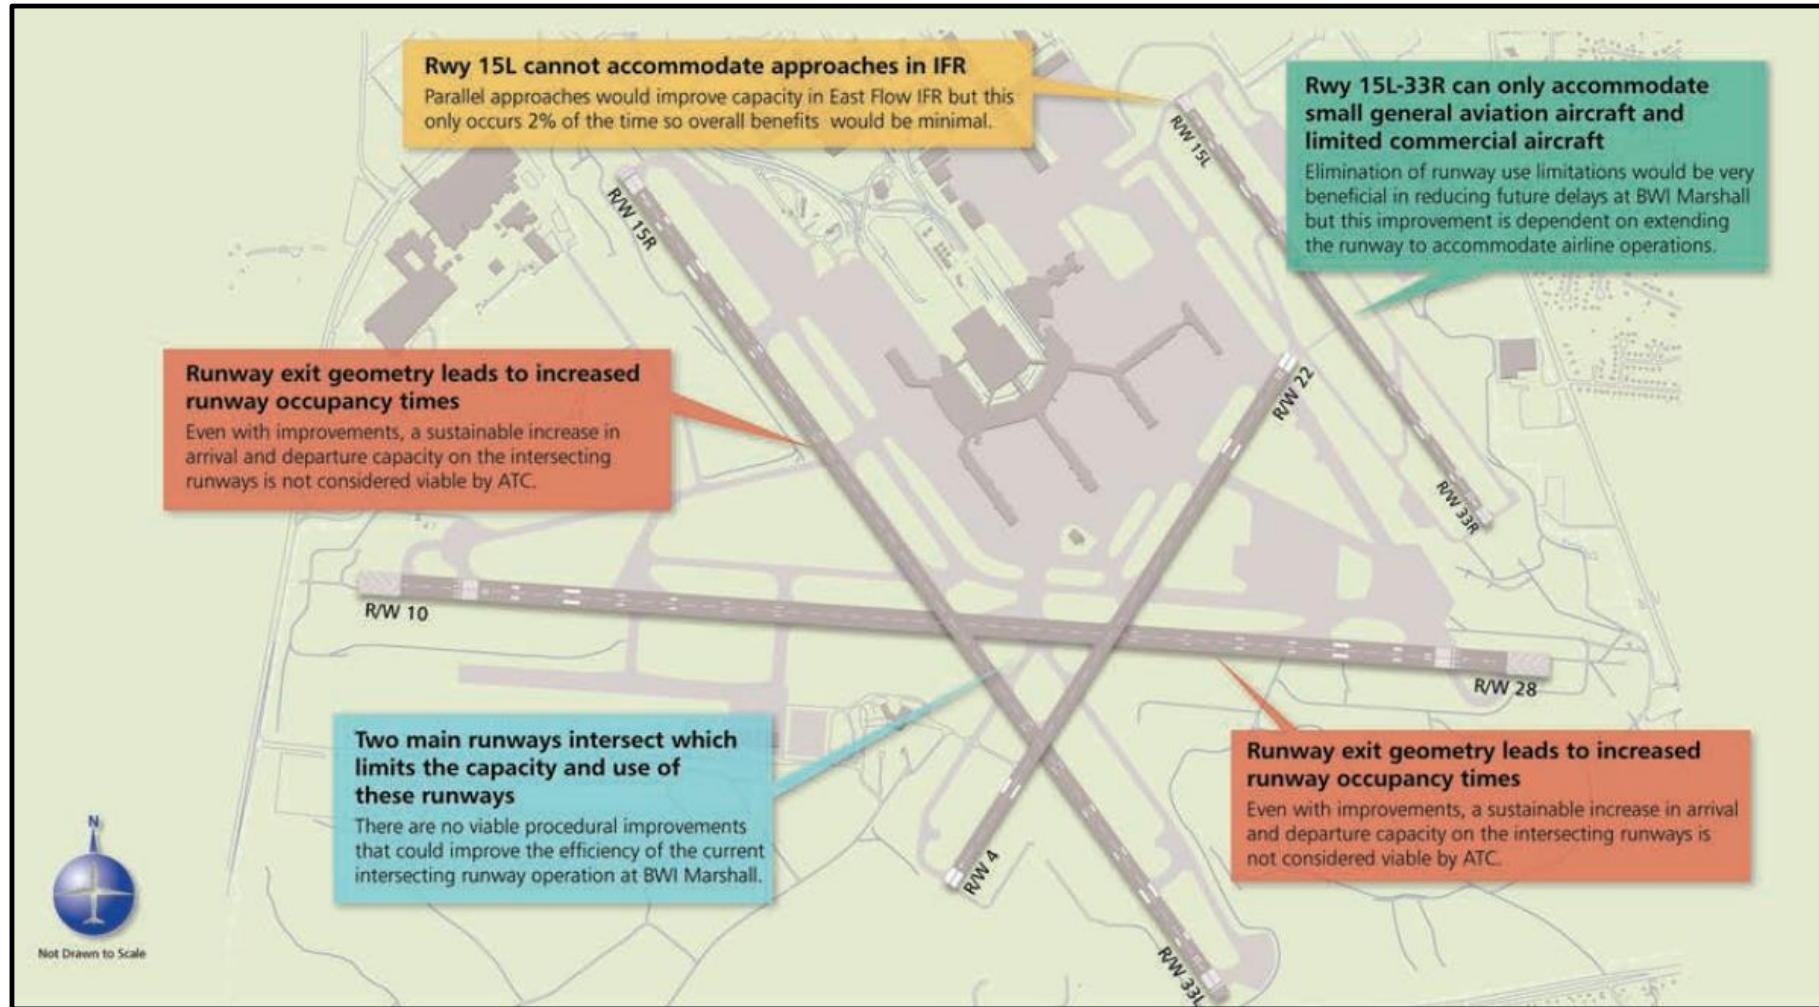 Rwy 15L cannot accommodate approaches in IFR
Parallel approaches would improve capacity in East Flow IFR but this
only occurs 2% of the time so overall benefits would be minimal.
Rwy 15L-33R can only accommodate
small general aviation aircraft and
limited commercial aircraft
Elimination of runway use limitations would be very
beneficial in reducing future delays at BWI Marshall
but this improvement is dependent on extending
the runway to accommodate airline operations.
R/W 15L
R/W 15R
Runway exit geometry leads to increased
runway occupancy times
Even with improvements, a sustainable increase in
arrival and departure capacity on the intersecting
runways is not considered viable by ATC.
R/W 22
R/W 33R
R/W 10
R/W 28
Two main runways intersect which
limits the capacity and use of
these runways
There are no viable procedural improvements
that could improve the efficiency of the current
intersecting runway operation at BWI Marshall.
Runway exit geometry leads to increased
runway occupancy times
Even with improvements, a sustainable increase in arrival
and departure capacity on the intersecting runways is
not considered viable by ATC.
R/W 4
R/W 33L
N
Not Drawn to Scale